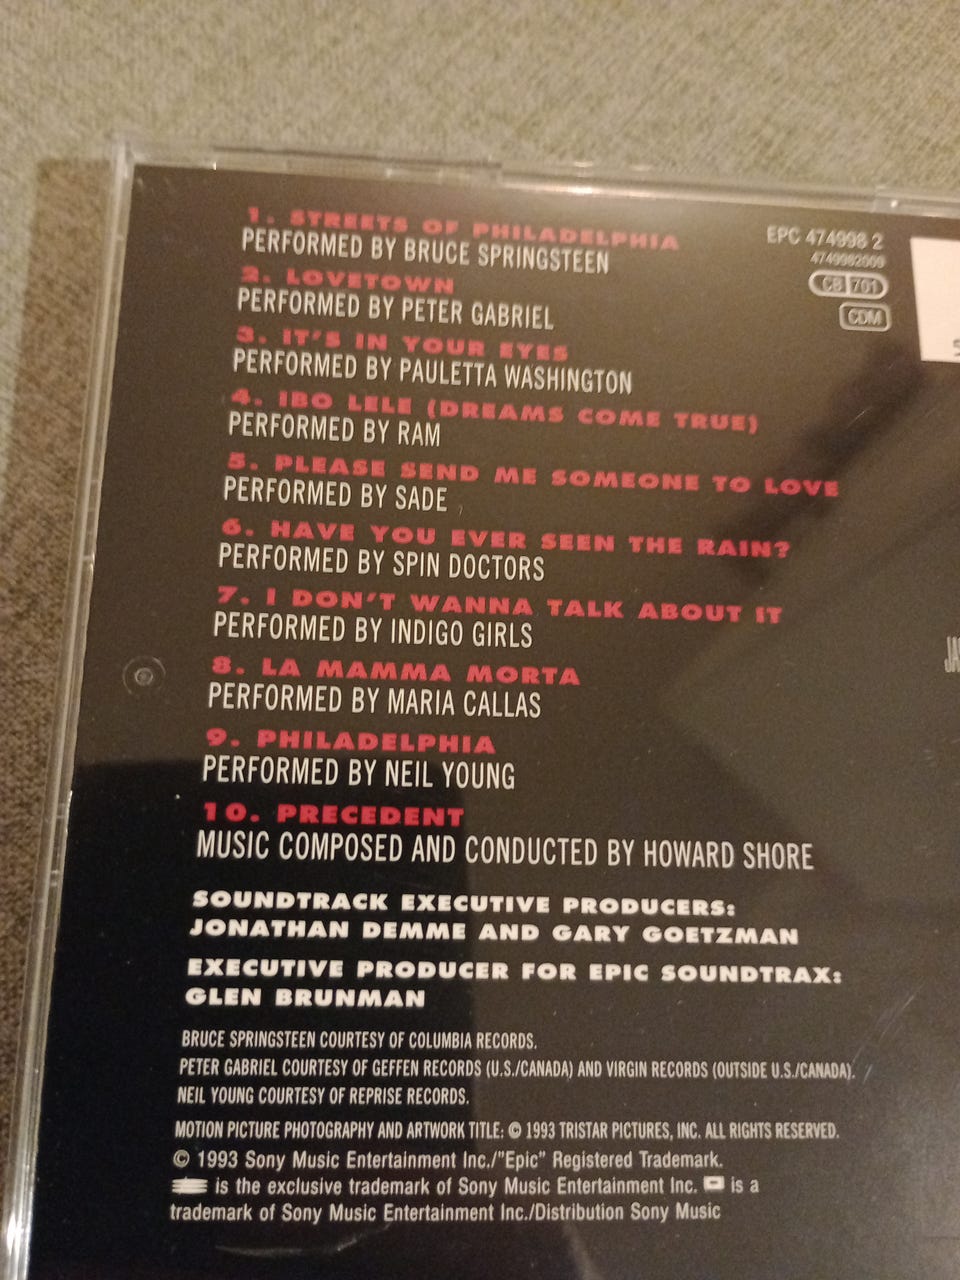 1. STREETS OF PHILADELPHIA
PERFORMED BY BRUCE SPRINGSTEEN
2. LOVETOWN
PERFORMED BY PETER GABRIEL
3. IT'S IN YOUR EYES
PERFORMED BY PAULETTA WASHINGTON
4. IBO LELE (DREAMS COME TRUE)
PERFORMED BY RAM
5. PLEASE SEND ME SOMEONE TO LOVE
PERFORMED BY SADE
6. HAVE YOU EVER SEEN THE RAIN?
PERFORMED BY SPIN DOCTORS
7. I DON'T WANNA TALK ABOUT IT
PERFORMED BY INDIGO GIRLS
8. LA MAMMA MORTA
PERFORMED BY MARIA CALLAS
9. PHILADELPHIA
PERFORMED BY NEIL YOUNG
10. PRECEDENT
MUSIC COMPOSED AND CONDUCTED BY HOWARD SHORE
SOUNDTRACK EXECUTIVE PRODUCERS:
JONATHAN DEMME AND GARY GOETZMAN
EXECUTIVE PRODUCER FOR EPIC SOUNDTRAX:
GLEN BRUNMAN
BRUCE SPRINGSTEEN COURTESY OF COLUMBIA RECORDS.
PETER GABRIEL COURTESY OF GEFFEN RECORDS (U.S./CANADA) AND VIRGIN RECORDS (OUTSIDE U.S./CANADA).
NEIL YOUNG COURTESY OF REPRISE RECORDS.
MOTION PICTURE PHOTOGRAPHY AND ARTWORK TITLE: © 1993 TRISTAR PICTURES, INC. ALL RIGHTS RESERVED.
© 1993 Sony Music Entertainment Inc./"Epic" Registered Trademark.
is the exclusive trademark of Sony Music Entertainment Inc. is a
trademark of Sony Music Entertainment Inc./Distribution Sony Music
EPC 474998 2
4749982000
CB 701
CDM